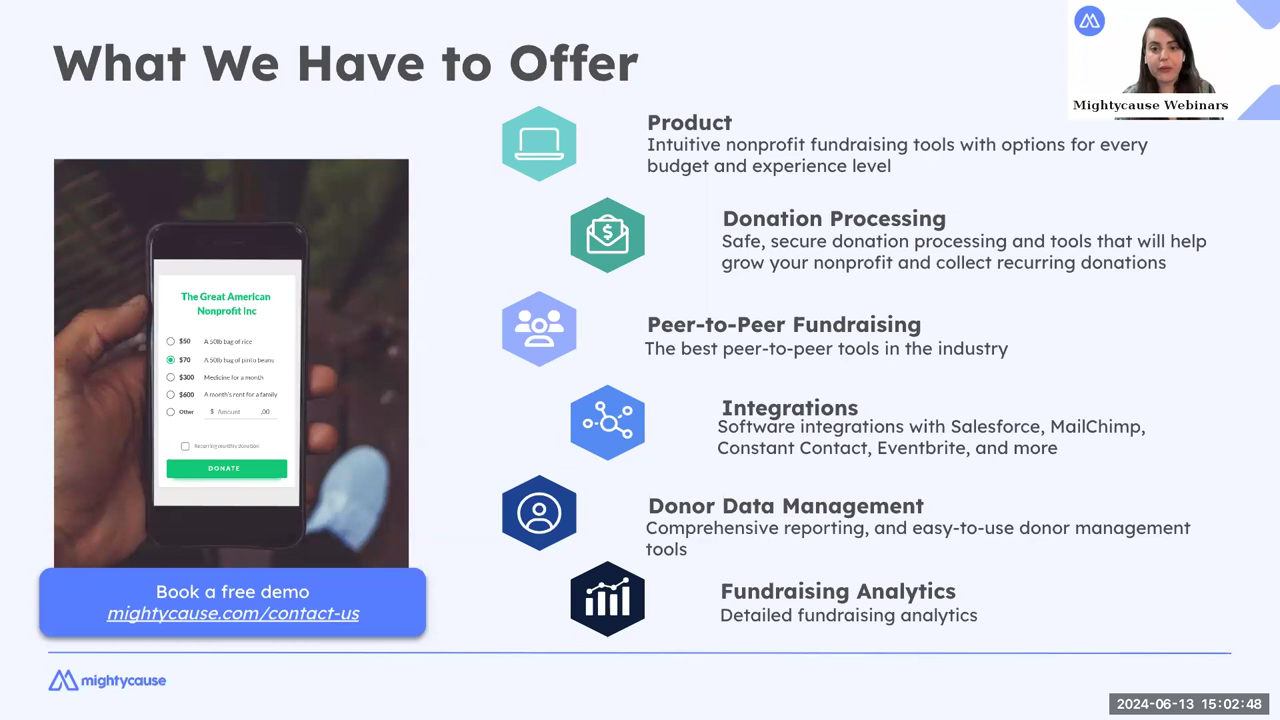 What We Have to Offer
Mightycause Webinars
Product
Intuitive nonprofit fundraising tools with options for every
budget and experience level
Donation Processing
Safe, secure donation processing and tools that will help
grow your nonprofit and collect recurring donations
Peer-to-Peer Fundraising
The best peer-to-peer tools in the industry
Integrations
Software integrations with Salesforce, MailChimp,
Constant Contact, Eventbrite, and more
Donor Data Management
Comprehensive reporting, and easy-to-use donor management
tools
Fundraising Analytics
Detailed fundraising analytics
The Great American
Nonprofit Inc
$50 A 50lb bag of rice
$70 A 50lb bag of pinto beans
$300 Medicine for a month
$600 A month's rent for a family
Other $ Amount .00
Recurring monthly donation
DONATE
Book a free demo
mightycause.com/contact-us
mightycause
2024-06-13 15:02:48